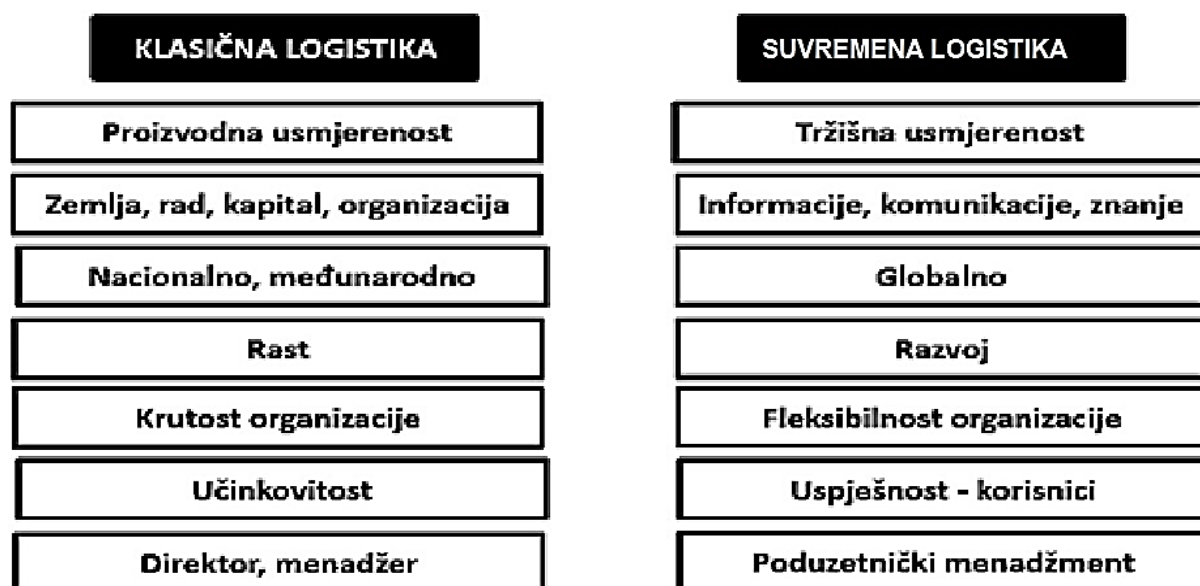 KLASIČNA LOGISTIKA
SUVREMENA LOGISTIKA
Proizvodna usmjerenost
Tržišna usmjerenost
Zemlja, rad, kapital, organizacija
Informacije, komunikacije, znanje
Nacionalno, međunarodno
Globalno
Rast
Razvoj
Krutost organizacije
Fleksibilnost organizacije
Učinkovitost
Uspješnost - korisnici
Direktor, menadžer
Poduzetnički menadžment